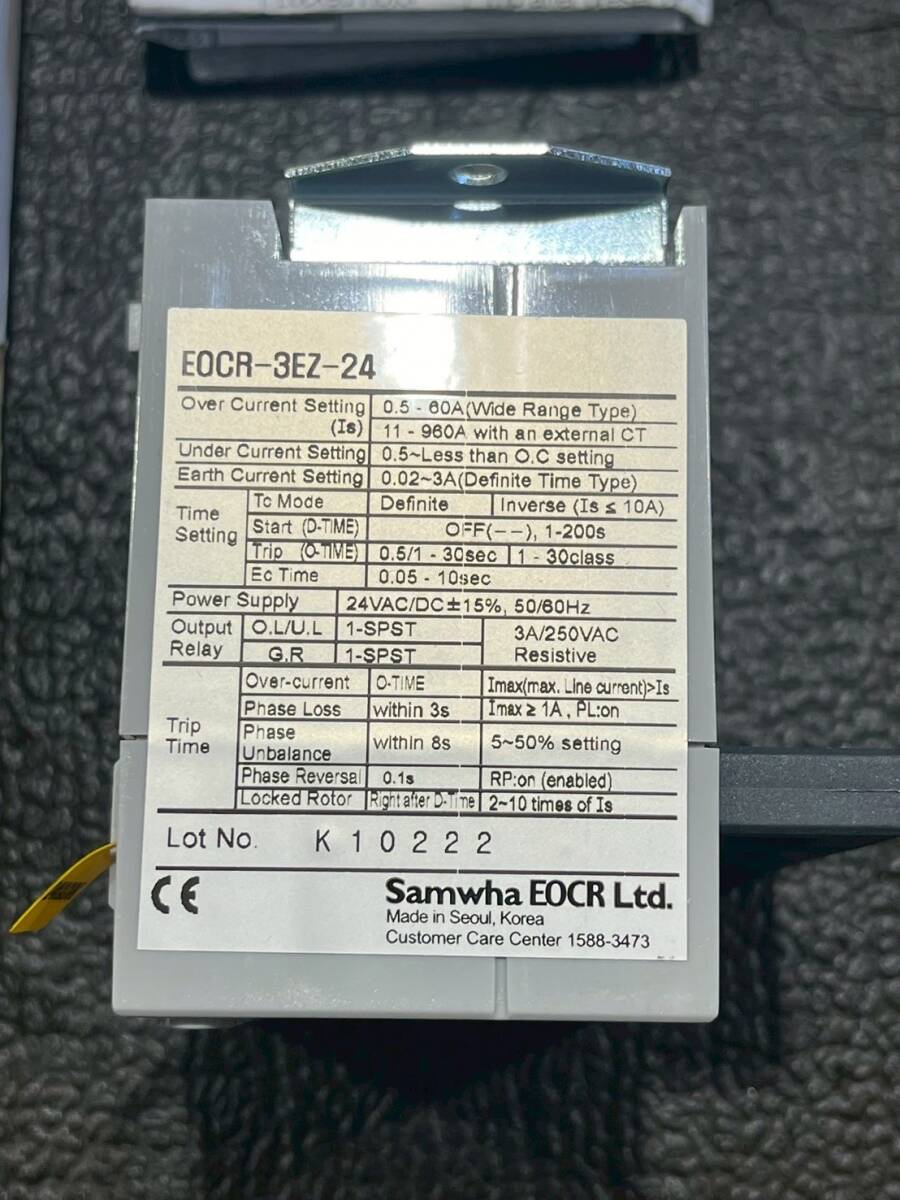 EOCR-3EZ-24
Over Current Setting (Is) 0.5 - 60A(Wide Range Type)
11 - 960A with an external CT
Under Current Setting 0.5~Less than O.C setting
Earth Current Setting 0.02~3A(Definite Time Type)
Time Setting Tc Mode Definite Inverse (Is ≤ 10A)
Start (D-TIME) OFF(--), 1-200s
Trip (O-TIME) 0.5/1 - 30sec 1 - 30class
Ec Time 0.05 - 10sec
Power Supply 24VAC/DC±15%, 50/60Hz
Output Relay O.L/U.L 1-SPST 3A/250VAC Resistive
G.R 1-SPST
Trip Time Over-current O-TIME Imax(max. Line current)>Is
Phase Loss within 3s Imax≥1A, PL:on
Phase Unbalance within 8s 5~50% setting
Phase Reversal 0.1s RP:on (enabled)
Locked Rotor Right after D-Time 2~10 times of Is
Lot No. K10222
CE Samwha EOCR Ltd.
Made in Seoul, Korea
Customer Care Center 1588-3473